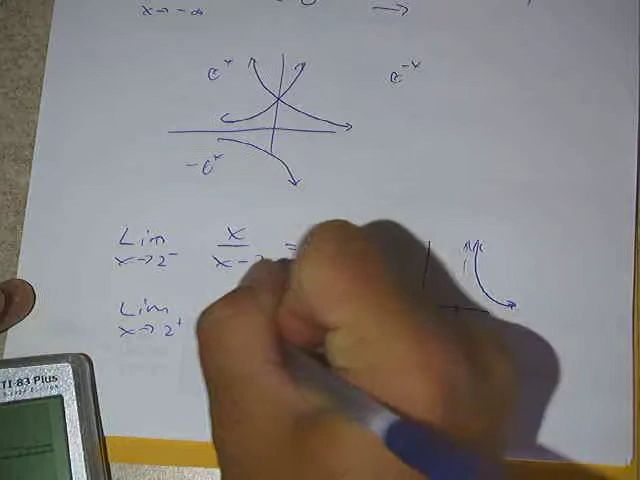 x→-∞
e^x
e^-x
-e^x
Lim x→2^- x/x-2 =
Lim x→2^+
TI-83 Plus